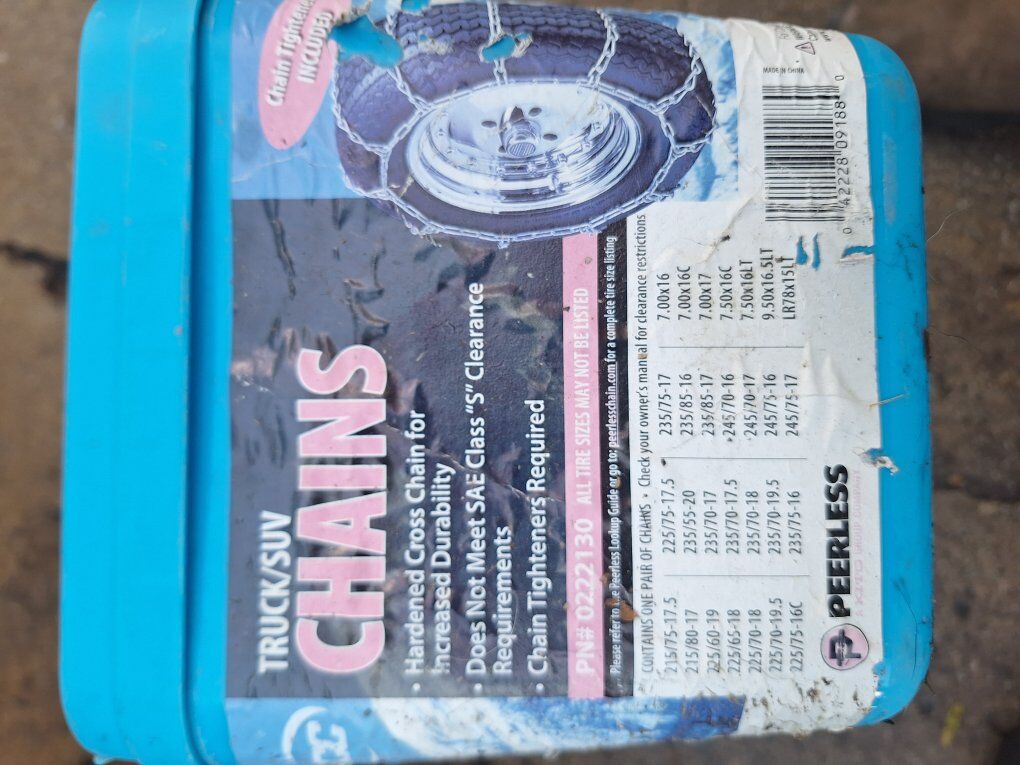 Chain Tightener
INCLUDED
TRUCK/SUV
CHAINS
• Hardened Cross Chain for
Increased Durability
• Does Not Meet SAE Class "S" Clearance
Requirements
• Chain Tighteners Required
PN# 0222130 ALL TIRE SIZES MAY NOT BE LISTED
Please refer to the Peerless Lookup Guide or go to: peerlesschain.com for a complete tire size listing
CONTAINS ONE PAIR OF CHAINS • Check your owner's manual for clearance restrictions
215/75-17.5 225/75-17.5 235/75-17 7.00x16
215/80-17 235/55-20 235/85-16 7.00x16C
225/60-19 235/70-17 235/85-17 7.00x17
225/65-18 235/70-17.5 245/70-16 7.50x16C
225/70-18 235/70-18 245/70-17 7.50x16LT
225/70-19.5 235/70-19.5 245/75-16 9.50x16.5LT
225/75-16C 235/75-16 245/75-17 LR78x15LT
PEERLESS
A KITO GROUP COMPANY
MADE IN CHINA
0 42228 09188 0